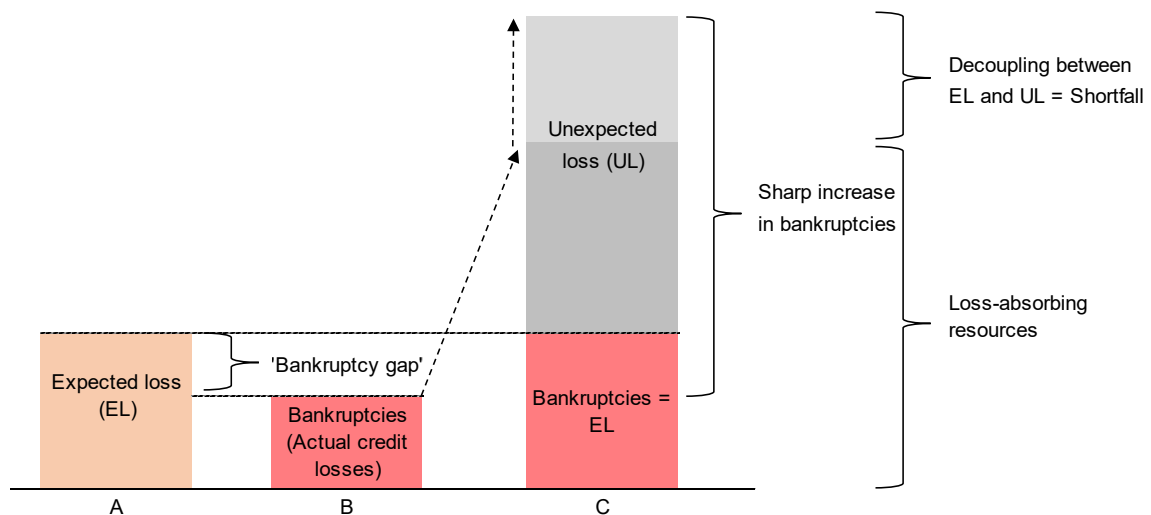 Decoupling between
EL and UL = Shortfall
Unexpected
loss (UL)
Sharp increase
in bankruptcies
Loss-absorbing
resources
'Bankruptcy gap'
Expected loss
(EL)
Bankruptcies
(Actual credit
losses)
Bankruptcies =
EL
A
B
C